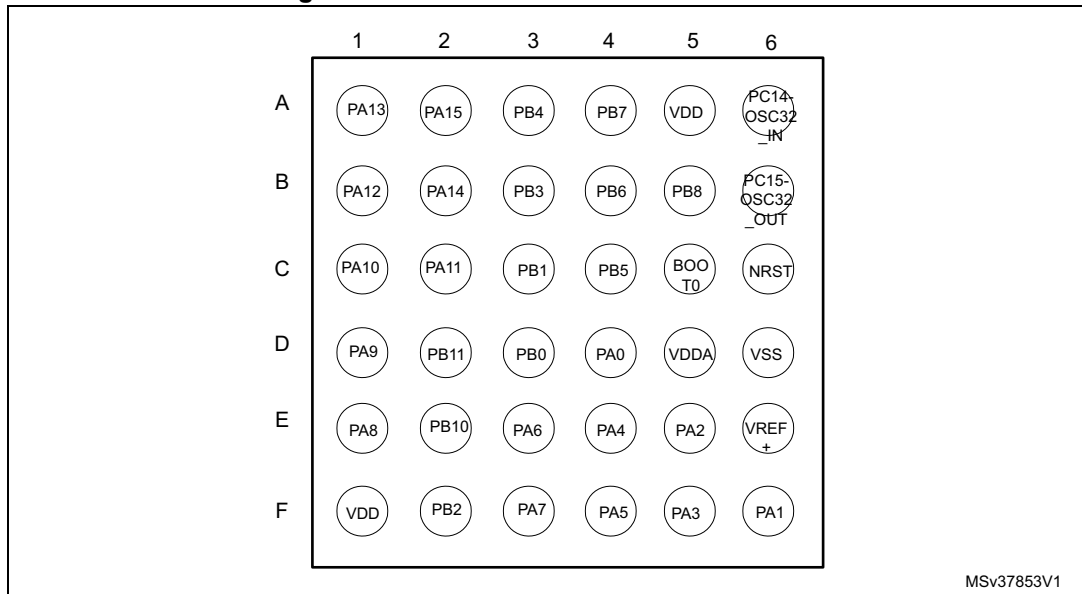 1 2 3 4 5 6
A PA13 PA15 PB4 PB7 VDD PC14-
OSC32
_IN
B PA12 PA14 PB3 PB6 PB8 PC15-
OSC32
_OUT
C PA10 PA11 PB1 PB5 BOO
T0 NRST
D PA9 PB11 PB0 PA0 VDDA VSS
E PA8 PB10 PA6 PA4 PA2 VREF
+
F VDD PB2 PA7 PA5 PA3 PA1
MSv37853V1